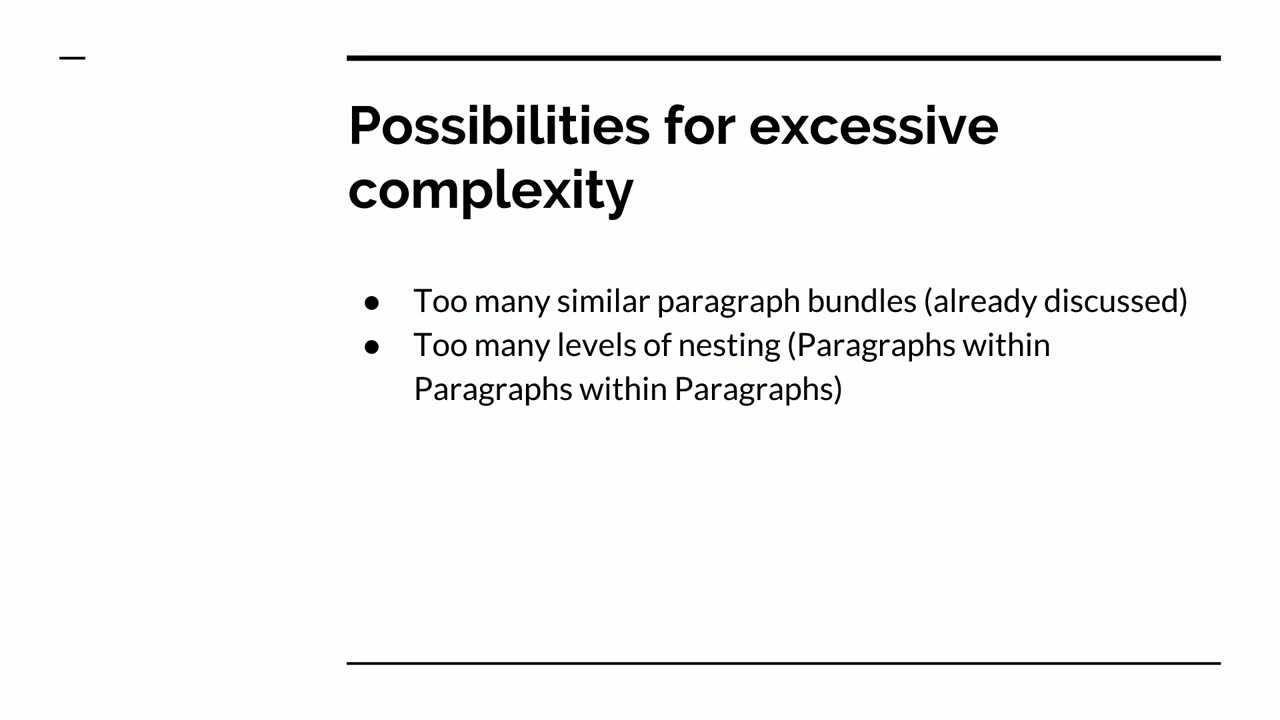 Possibilities for excessive
complexity
● Too many similar paragraph bundles (already discussed)
● Too many levels of nesting (Paragraphs within
Paragraphs within Paragraphs)